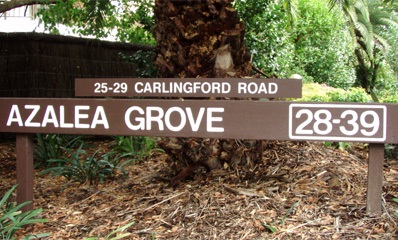 25-29 CARLINGFORD ROAD
AZALEA GROVE 28-39